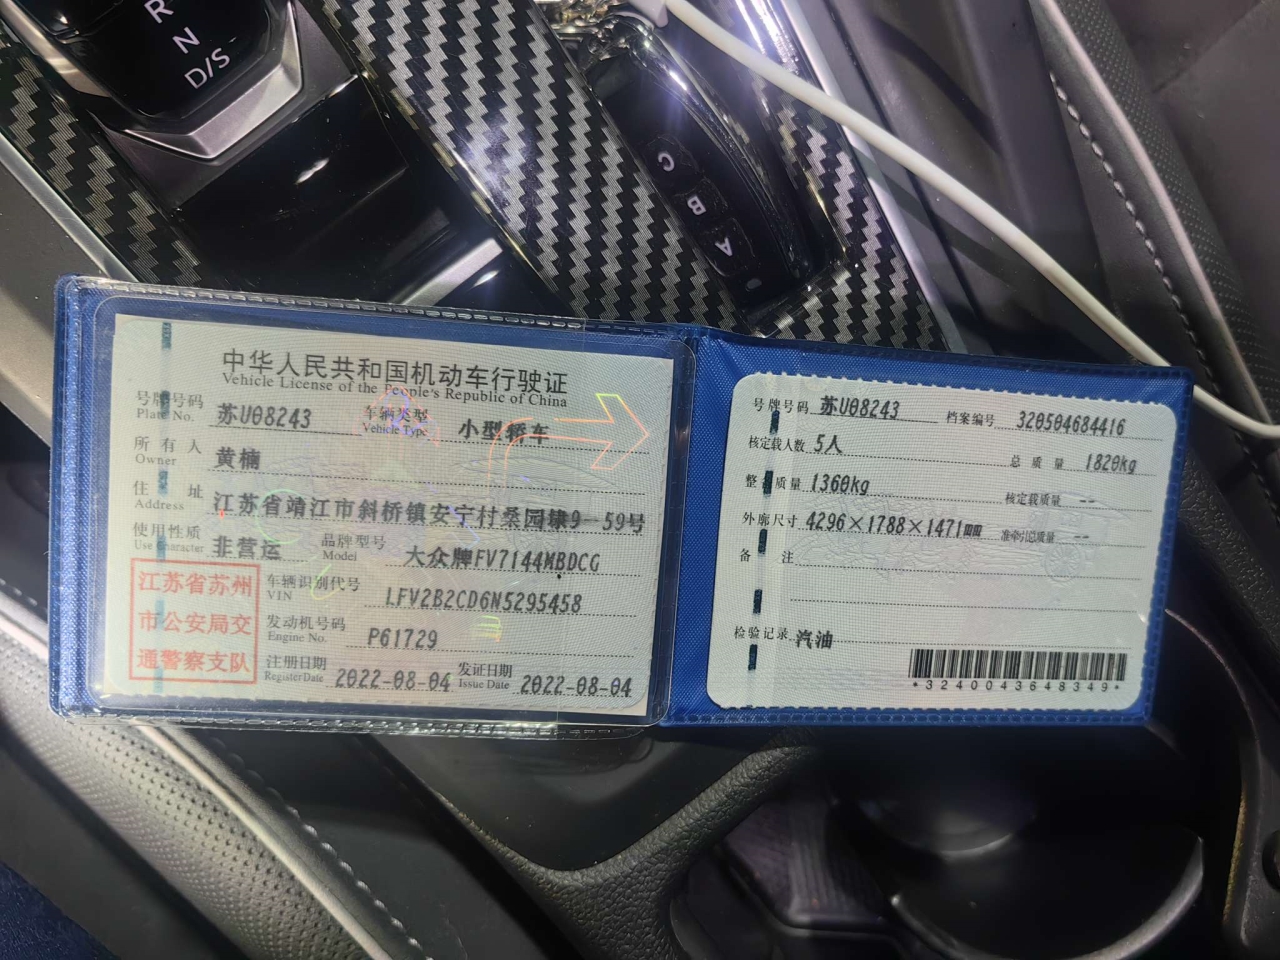 R
N
D/S
C
B
A
中华人民共和国机动车行驶证
Vehicle License of the People's Republic of China
号牌号码 苏U08243 车辆类型 小型轿车
Plate No. Vehicle Type
所有人 黄楠
Owner
住址 江苏省靖江市斜桥镇安宁村桑园埭9—59号
Address
使用性质 非营运 品牌型号 大众牌FV7144MBDCG
Use Character Model
江苏省苏州
市公安局交
通警察支队
车辆识别代号 LFV2B2CD6N5295458
VIN
发动机号码 P61729
Engine No.
注册日期 2022-08-04 发证日期 2022-08-04
Register Date Issue Date
号牌号码 苏U08243 档案编号 320504684416
核定载人数 5人 总质量 1820kg
整备质量 1360kg 核定载质量 --
外廓尺寸 4296×1788×1471mm 准牵引总质量 --
备注
检验记录 汽油
*3240043648349*